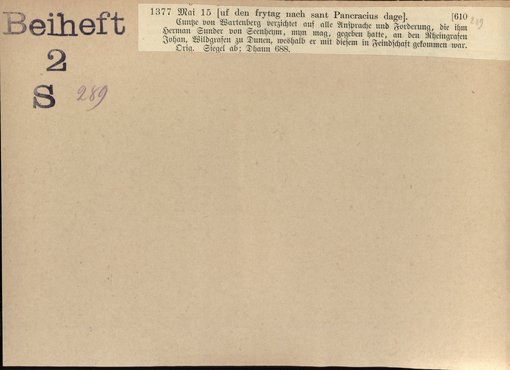 Beiheft
2
S 289
1377 Mai 15 [uf den frytag nach sant Pancracius dage]. [610
Cuntze von Wartenberg verzichtet auf alle Ansprache und Forderung, die ihm
Herman Sunder von Seenheym, myn mag, gegeben hatte, an den Rheingrafen
Johan, Wildgrafen zu Dunen, weshalb er mit diesem in Feindschaft gekommen war.
Orig. Siegel ab; Dhaun 688.